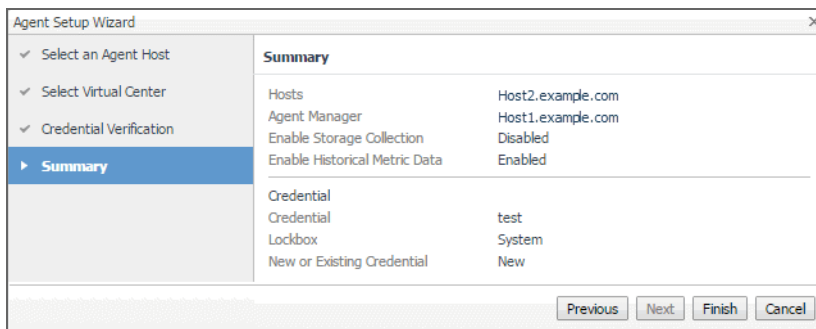 Agent Setup Wizard
Select an Agent Host
Select Virtual Center
Credential Verification
Summary
Summary
Hosts Host2.example.com
Agent Manager Host1.example.com
Enable Storage Collection Disabled
Enable Historical Metric Data Enabled
Credential
Credential test
Lockbox System
New or Existing Credential New
Previous Next Finish Cancel